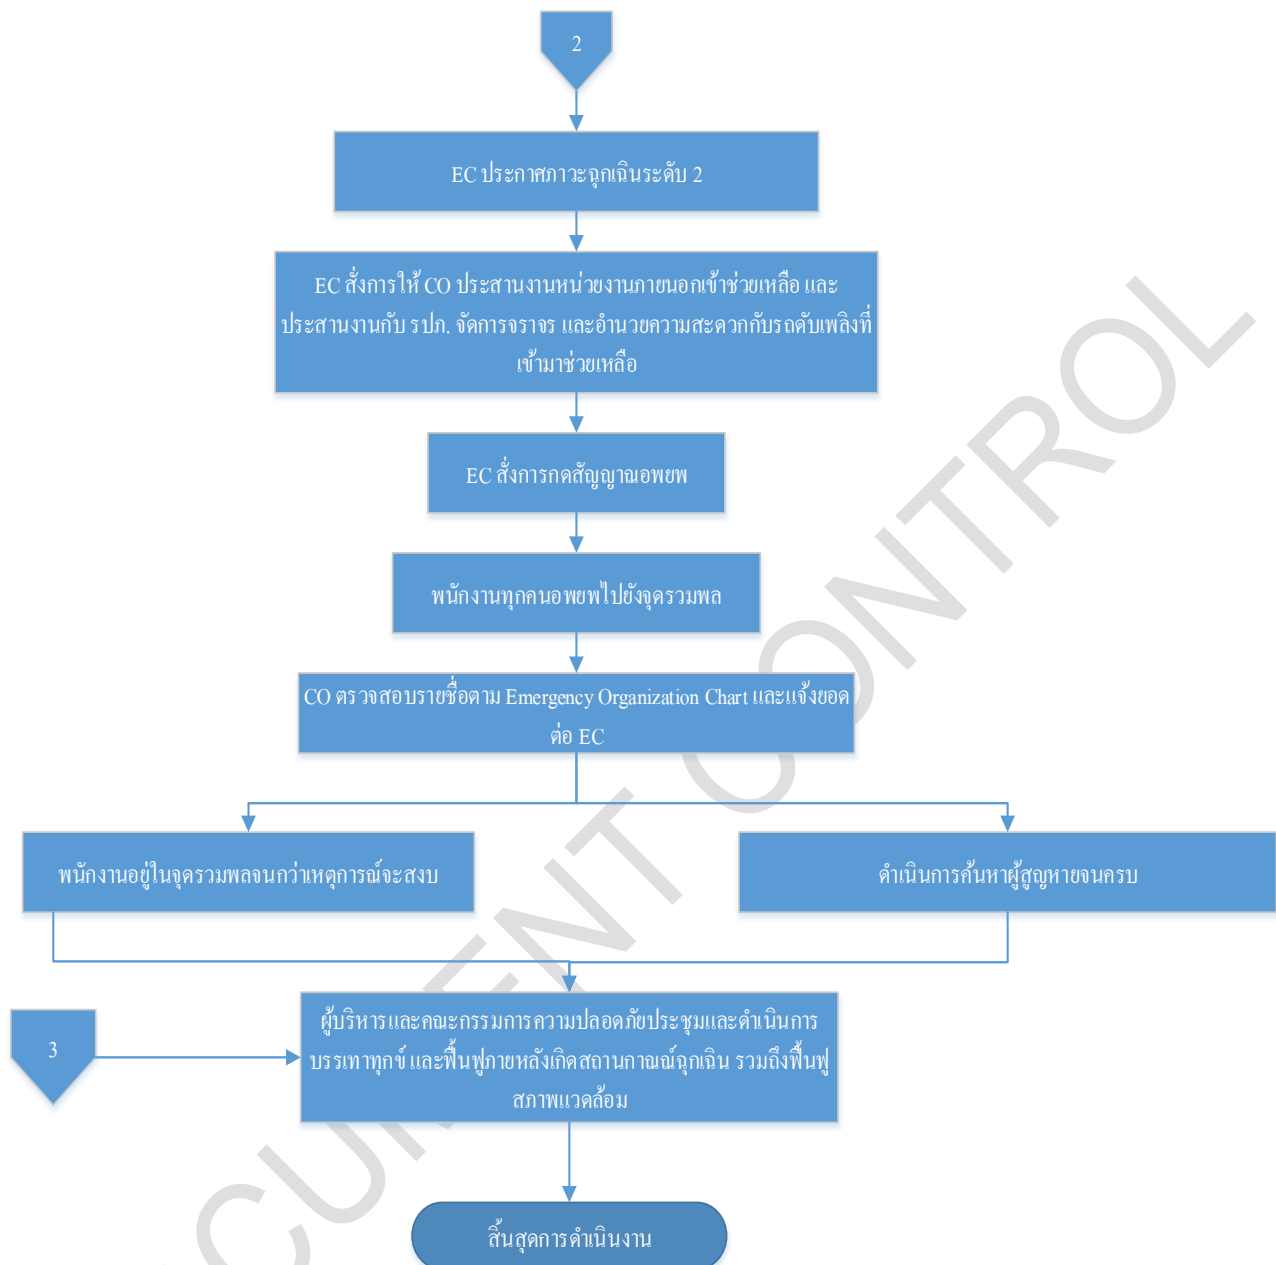 2
EC ประกาศภาวะฉุกเฉินระดับ 2
EC สั่งการให้ CO ประสานงานหน่วยงานภายนอกเข้าช่วยเหลือ และ
ประสานงานกับ รปภ. จัดการจราจร และอำนวยความสะดวกกับรถดับเพลิงที่
เข้ามาช่วยเหลือ
EC สั่งการกดสัญญาณอพยพ
พนักงานทุกคนอพยพไปยังจุดรวมพล
CO ตรวจสอบรายชื่อตาม Emergency Organization Chart และแจ้งยอด
ต่อ EC
พนักงานอยู่ในจุดรวมพลจนกว่าเหตุการณ์จะสงบ
ดำเนินการค้นหาผู้สูญหายจนครบ
ผู้บริหารและคณะกรรมการความปลอดภัยประชุมและดำเนินการ
บรรเทาทุกข์ และฟื้นฟูภายหลังเกิดสถานกาณณ์ฉุกเฉิน รวมถึงฟื้นฟู
สภาพแวดล้อม
3
สิ้นสุดการดำเนินงาน
CUMENT CONTROL